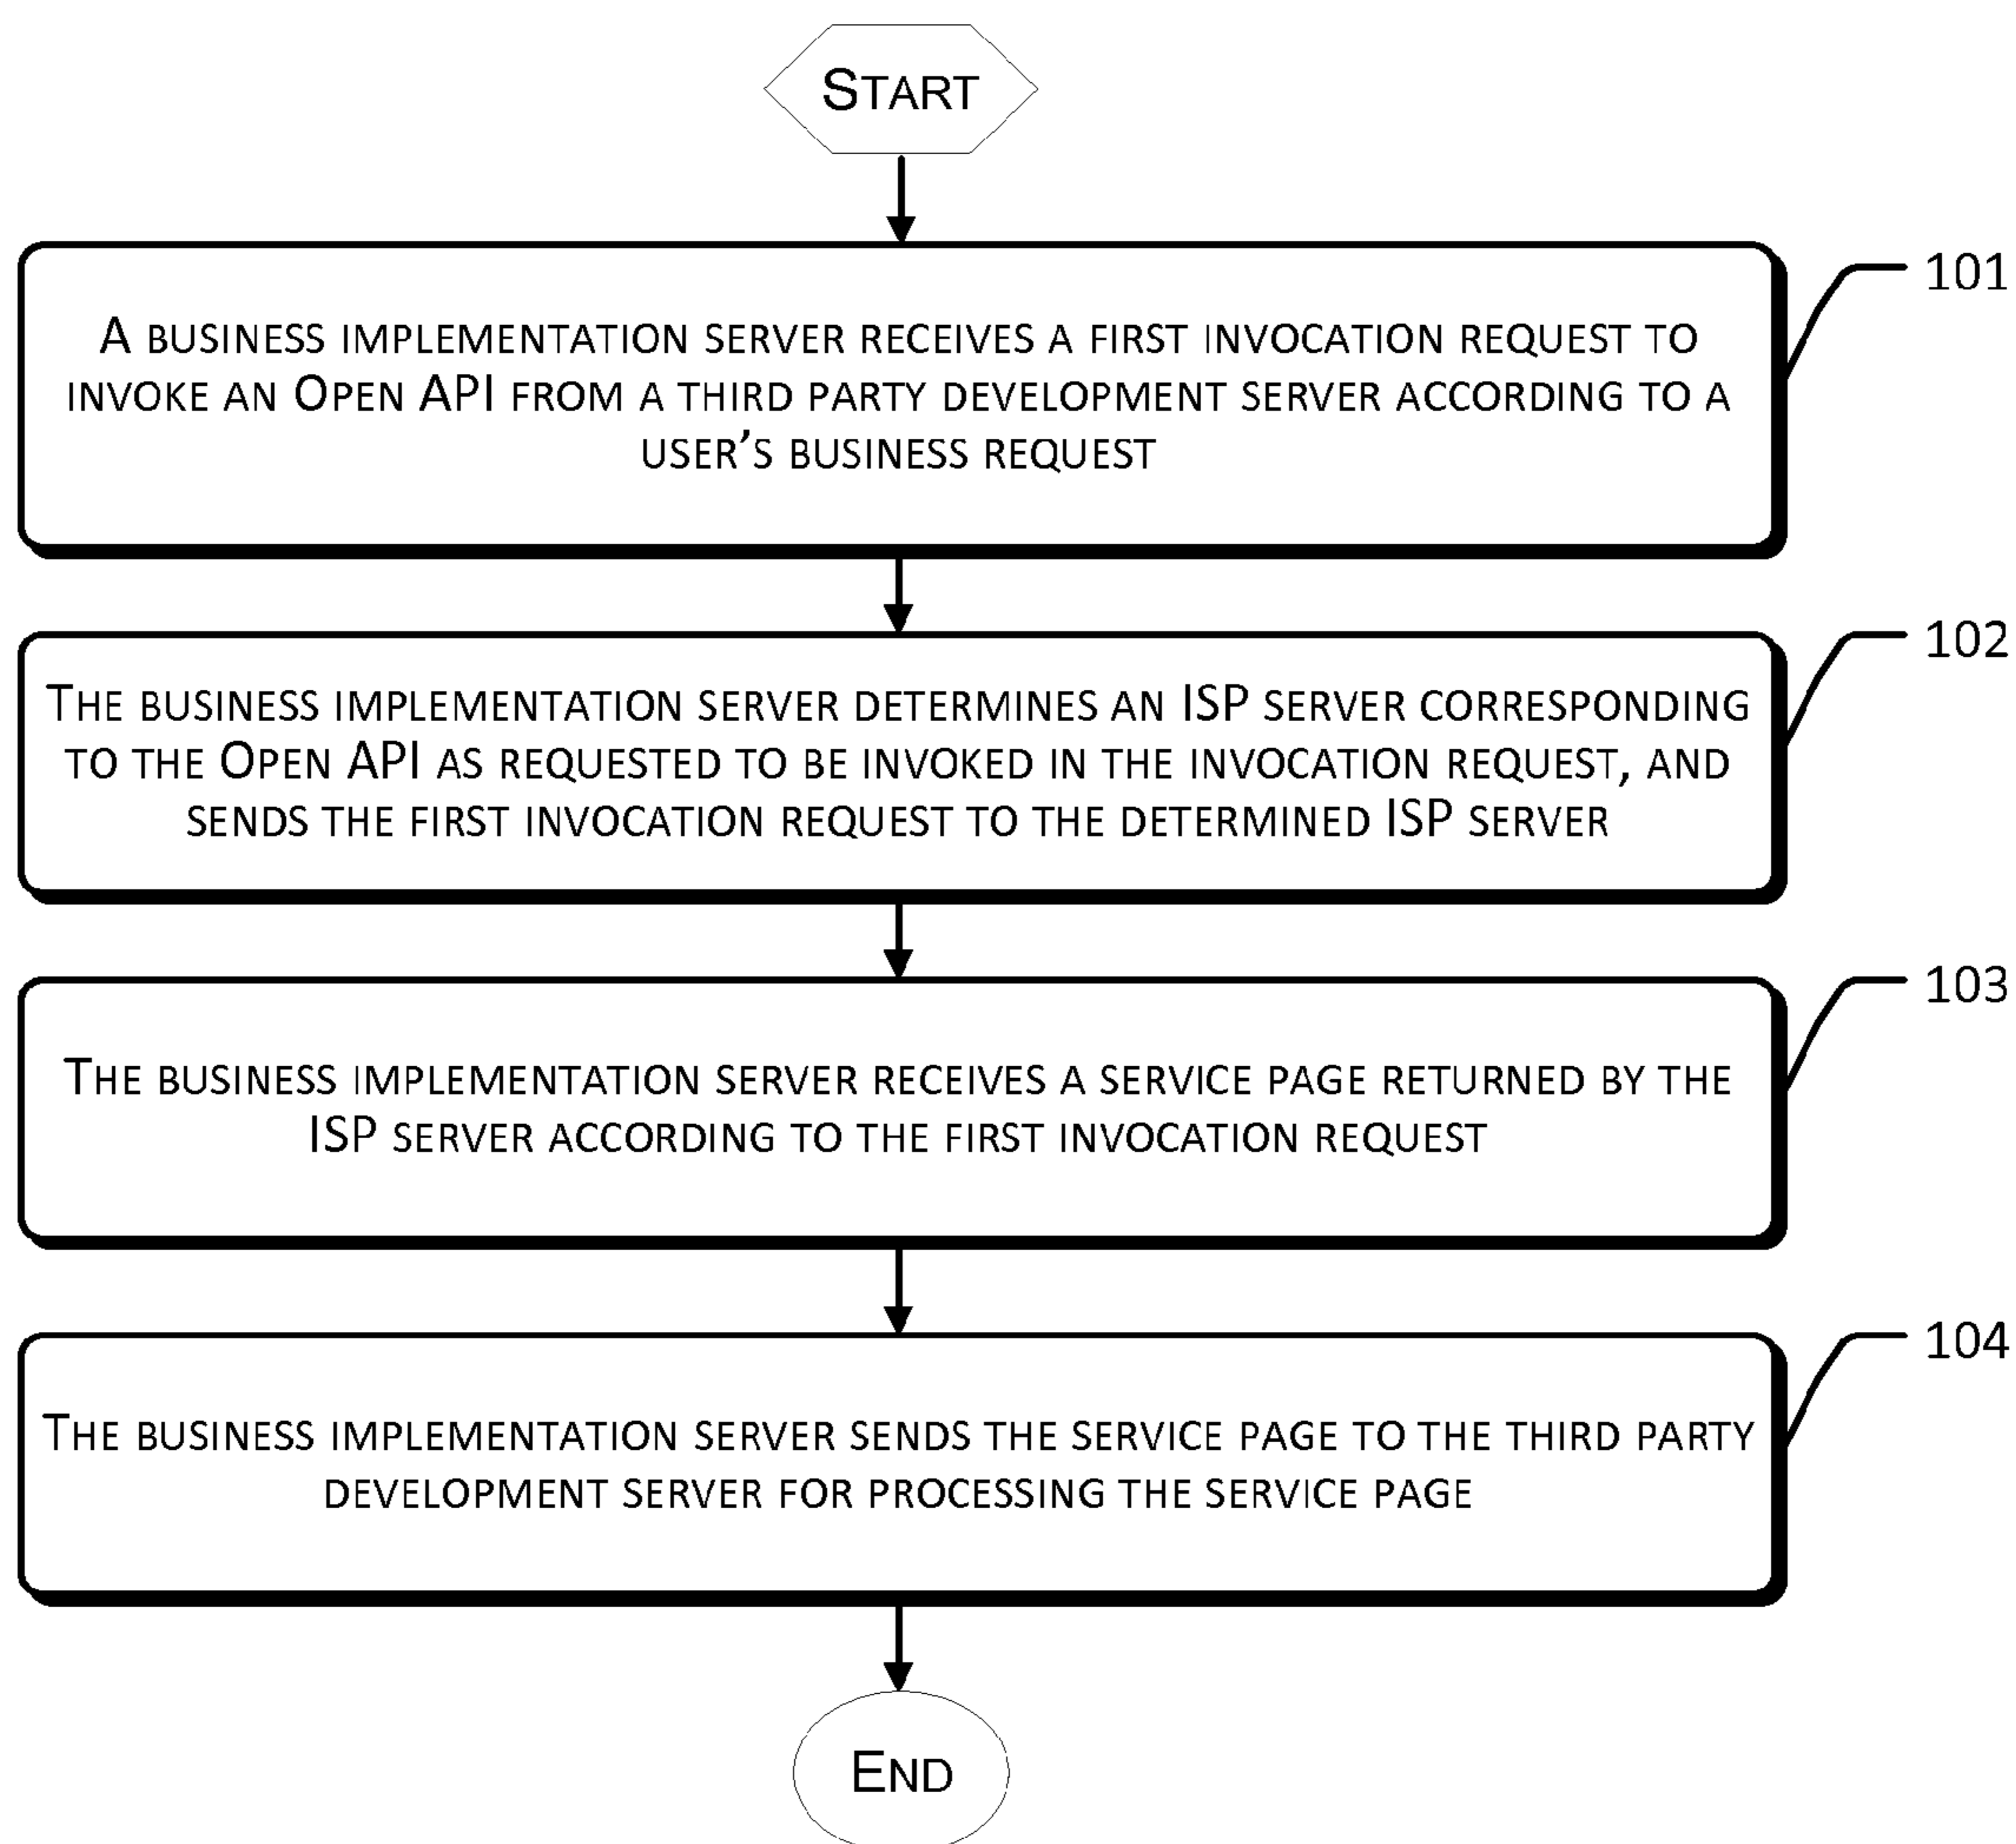 START
101
A BUSINESS IMPLEMENTATION SERVER RECEIVES A FIRST INVOCATION REQUEST TO
INVOKE AN OPEN API FROM A THIRD PARTY DEVELOPMENT SERVER ACCORDING TO A
USER'S BUSINESS REQUEST
102
THE BUSINESS IMPLEMENTATION SERVER DETERMINES AN ISP SERVER CORRESPONDING
TO THE OPEN API AS REQUESTED TO BE INVOKED IN THE INVOCATION REQUEST, AND
SENDS THE FIRST INVOCATION REQUEST TO THE DETERMINED ISP SERVER
103
THE BUSINESS IMPLEMENTATION SERVER RECEIVES A SERVICE PAGE RETURNED BY THE
ISP SERVER ACCORDING TO THE FIRST INVOCATION REQUEST
104
THE BUSINESS IMPLEMENTATION SERVER SENDS THE SERVICE PAGE TO THE THIRD PARTY
DEVELOPMENT SERVER FOR PROCESSING THE SERVICE PAGE
END